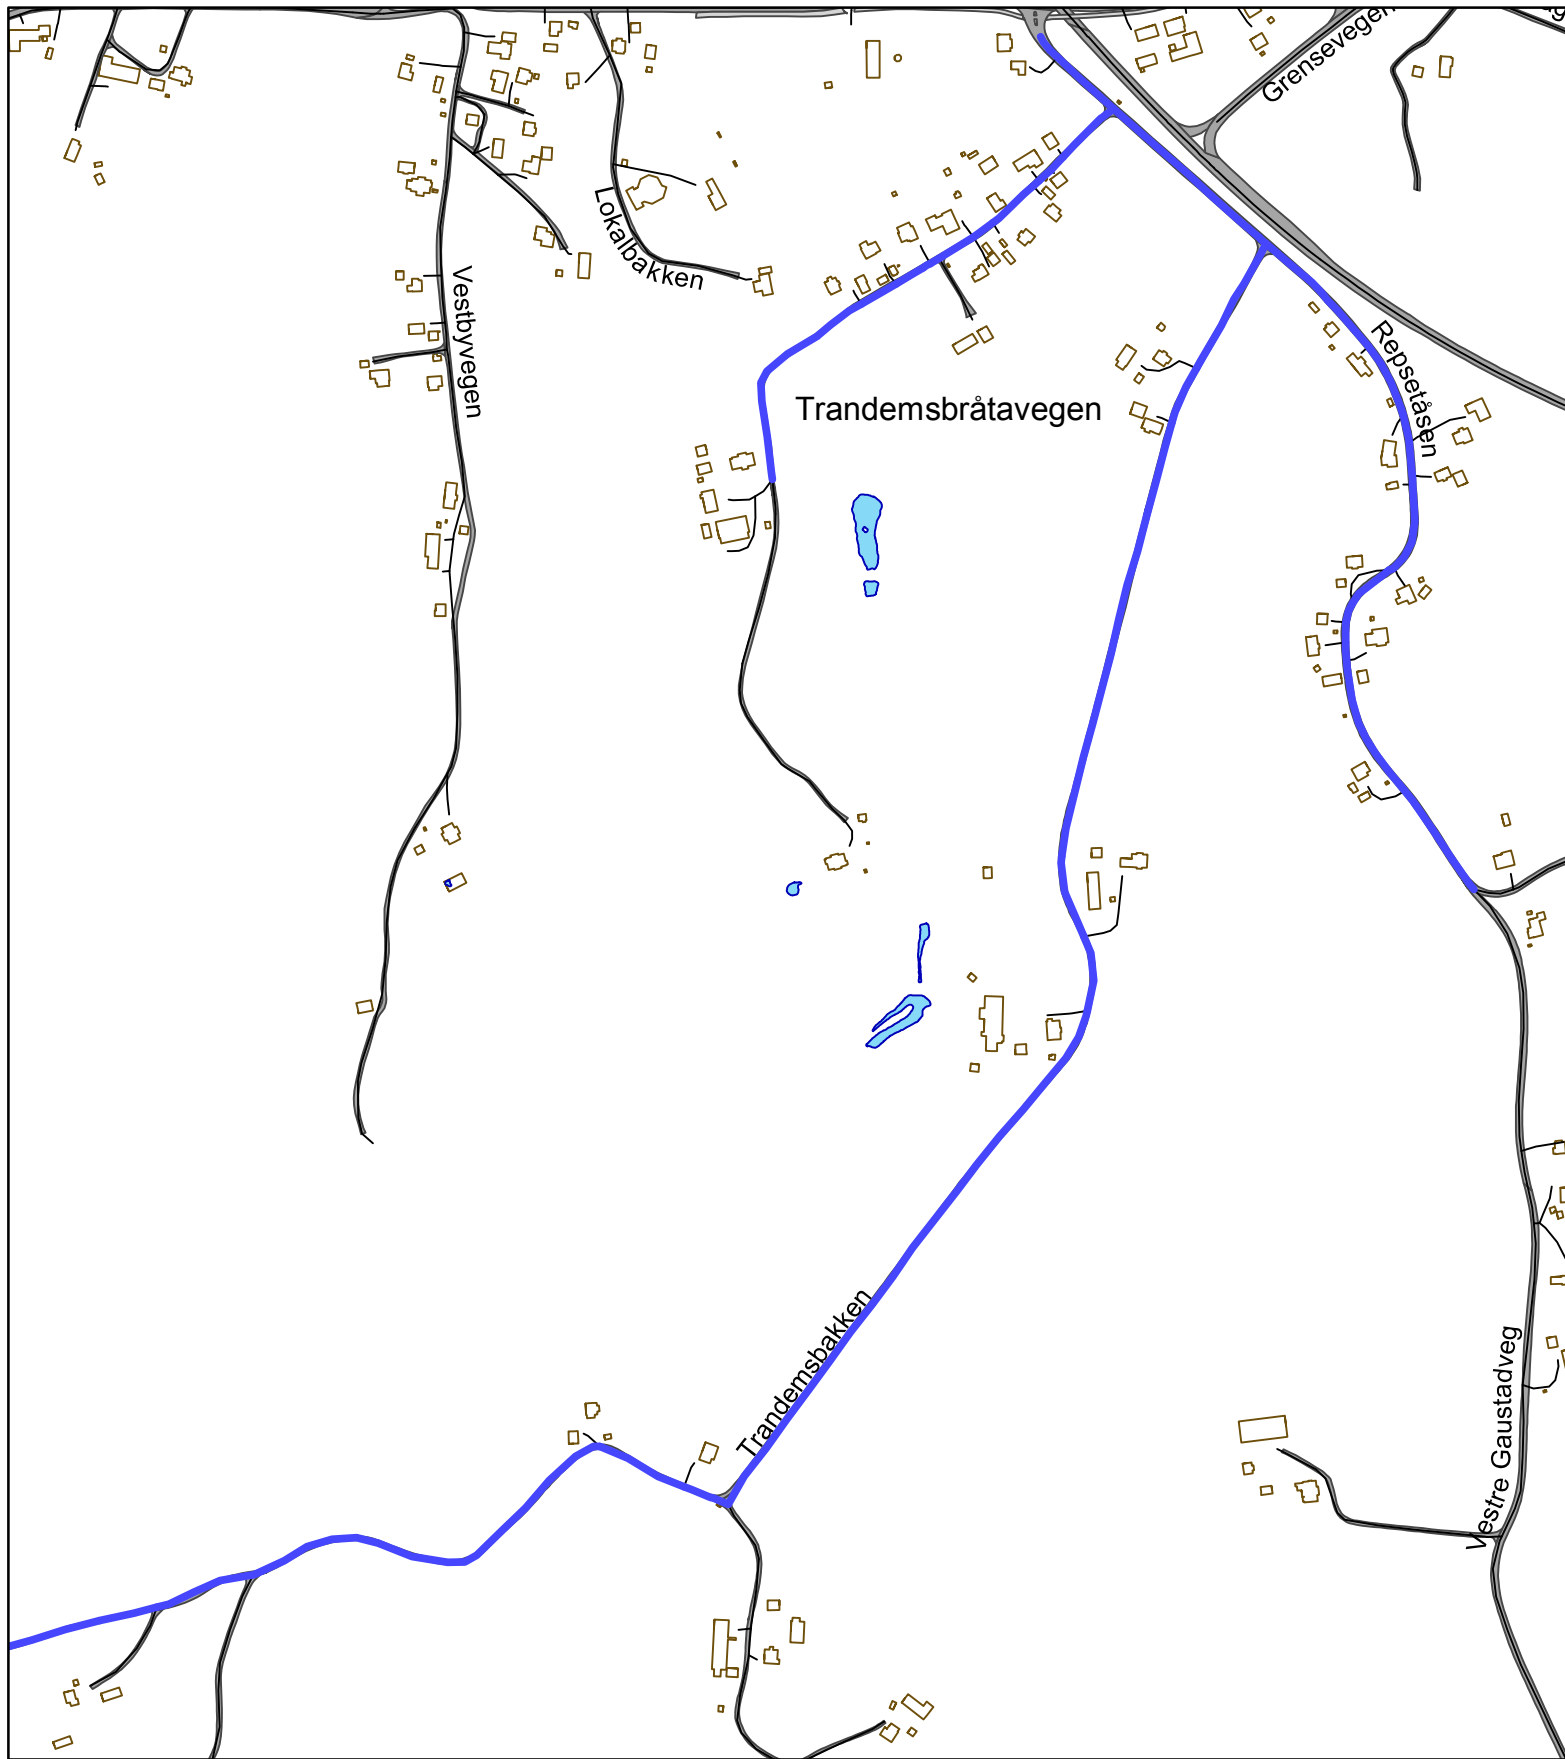 Grensevegen
Lokalbakken
Vestbyvegen
Repsetåsen
Trandemsbråtavegen
Trandemsbakken
Vestre Gaustadveg